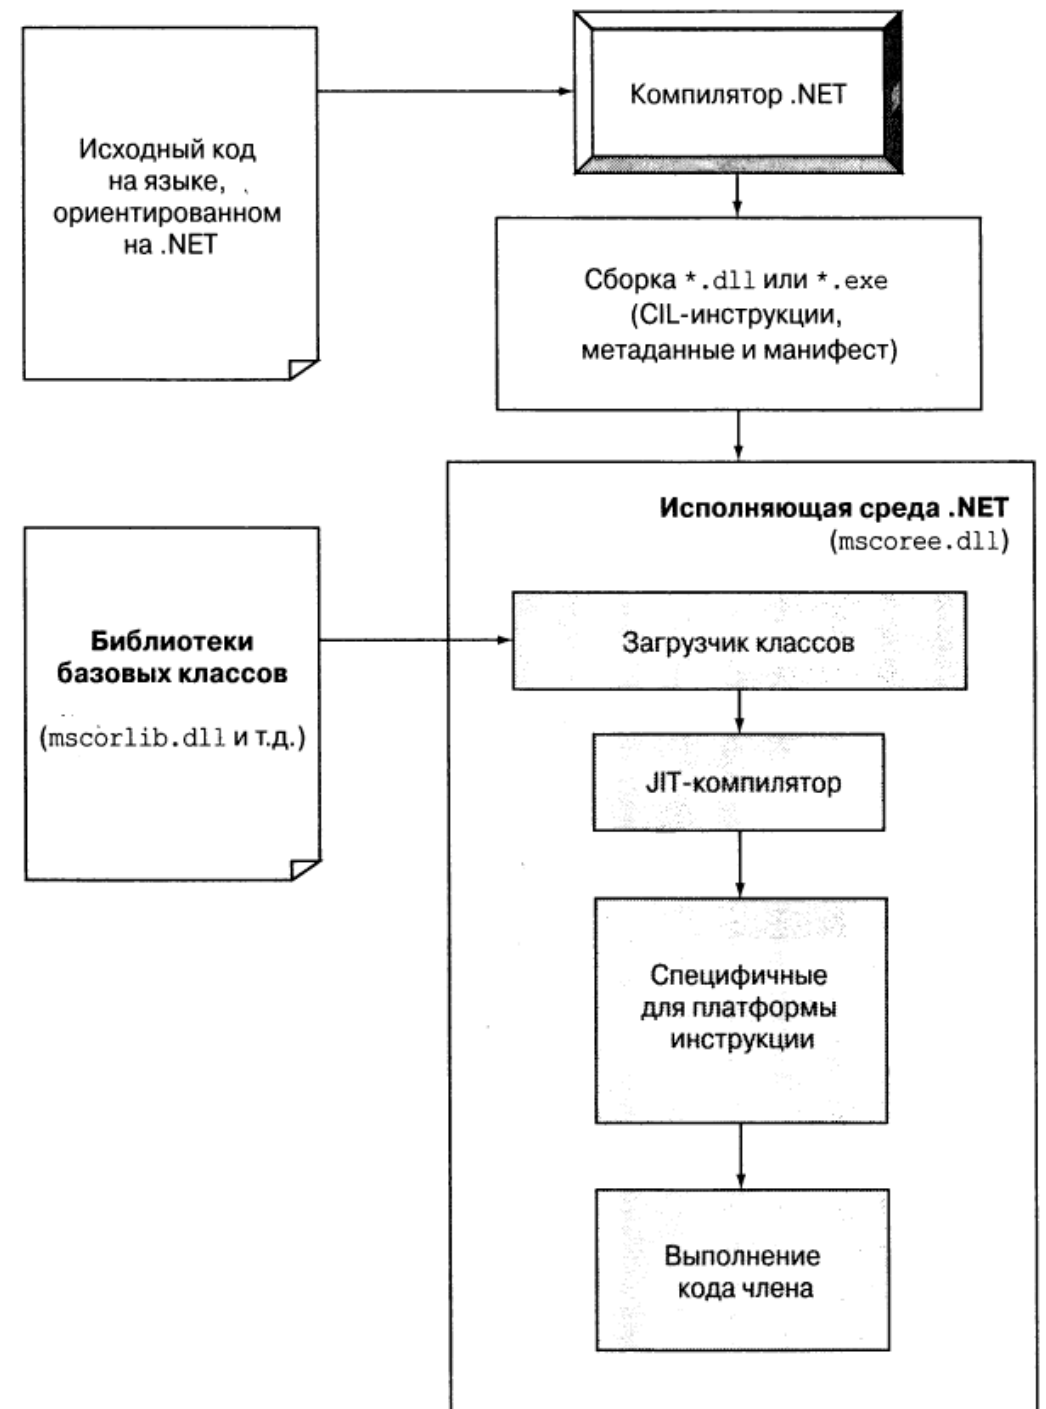 Компилятор .NET
Исходный код
на языке,
ориентированном
на .NET
Сборка *.dll или *.exe
(CIL-инструкции,
метаданные и манифест)
Исполняющая среда .NET
(mscoree.dll)
Библиотеки
базовых классов
(mscorlib.dll и т.д.)
Загрузчик классов
JIT-компилятор
Специфичные
для платформы
инструкции
Выполнение
кода члена